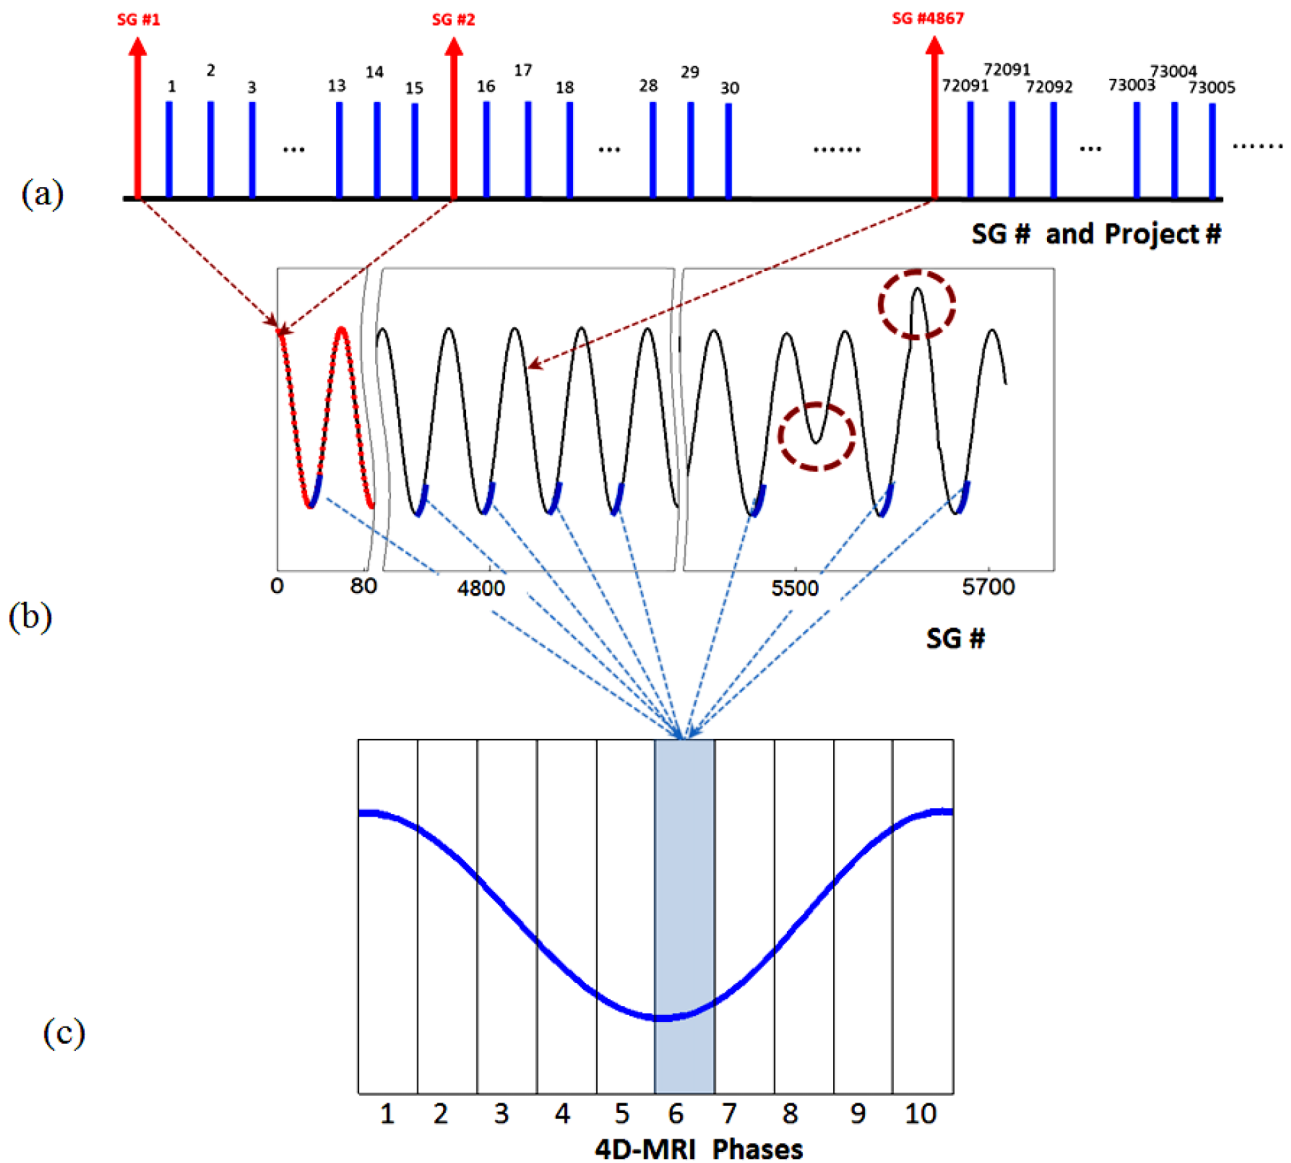 SG #1 SG #2 SG #4867
1 2 3 ... 13 14 15 16 17 18 ... 28 29 30 ...... 72091 72091 72092 ... 73003 73004 73005 ......
(a)
SG # and Project #
0 80 4800 5500 5700
(b)
SG #
(c)
1 2 3 4 5 6 7 8 9 10
4D-MRI Phases